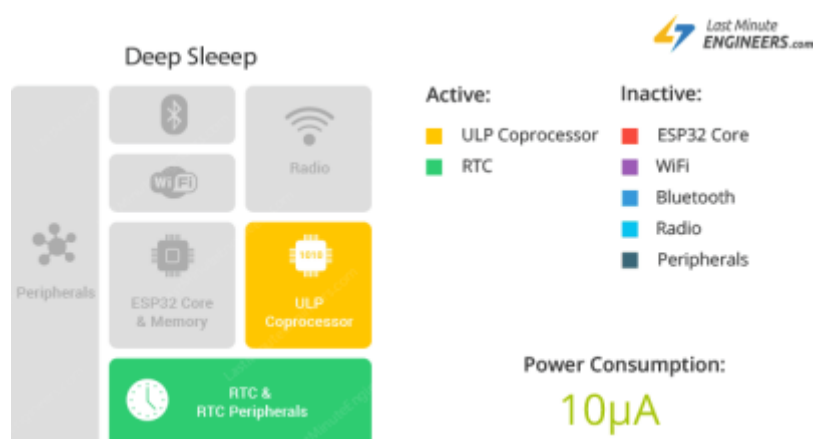 Last Minute
ENGINEERS.com
Deep Sleeep
WiFi
Radio
Peripherals
ESP32 Core
& Memory
1010
ULP
Coprocessor
RTC &
RTC Peripherals
Active:
ULP Coprocessor
RTC
Inactive:
ESP32 Core
WiFi
Bluetooth
Radio
Peripherals
Power Consumption:
10µA